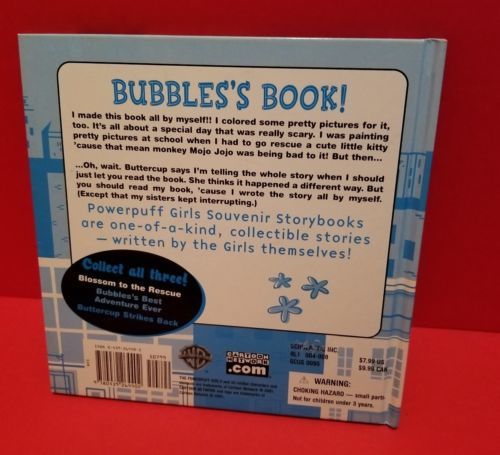 BUBBLES'S BOOK!
I made this book all by myself!! I colored some pretty pictures for it,
too. It's all about a special day that was really scary. I was painting
pretty pictures at school when I had to go rescue a cute little kitty
'cause that mean monkey Mojo Jojo was being bad to it! But then...
...Oh, wait. Buttercup says I'm telling the whole story when I should
just let you read the book. She thinks it happened a different way. But
you should read my book, 'cause I wrote the story all by myself.
(Except that my sisters kept interrupting.)
Powerpuff Girls Souvenir Storybooks
are one-of-a-kind, collectible stories
— written by the Girls themselves!
Collect all three!
Blossom to the Rescue
Bubbles's Best
Adventure Ever
Buttercup Strikes Back
50799
WB
CARTOON NETWORK
.com
$7.99 US
$9.99 CAN
WARNING:
CHOKING HAZARD — small parts
Not for children under 3 years.